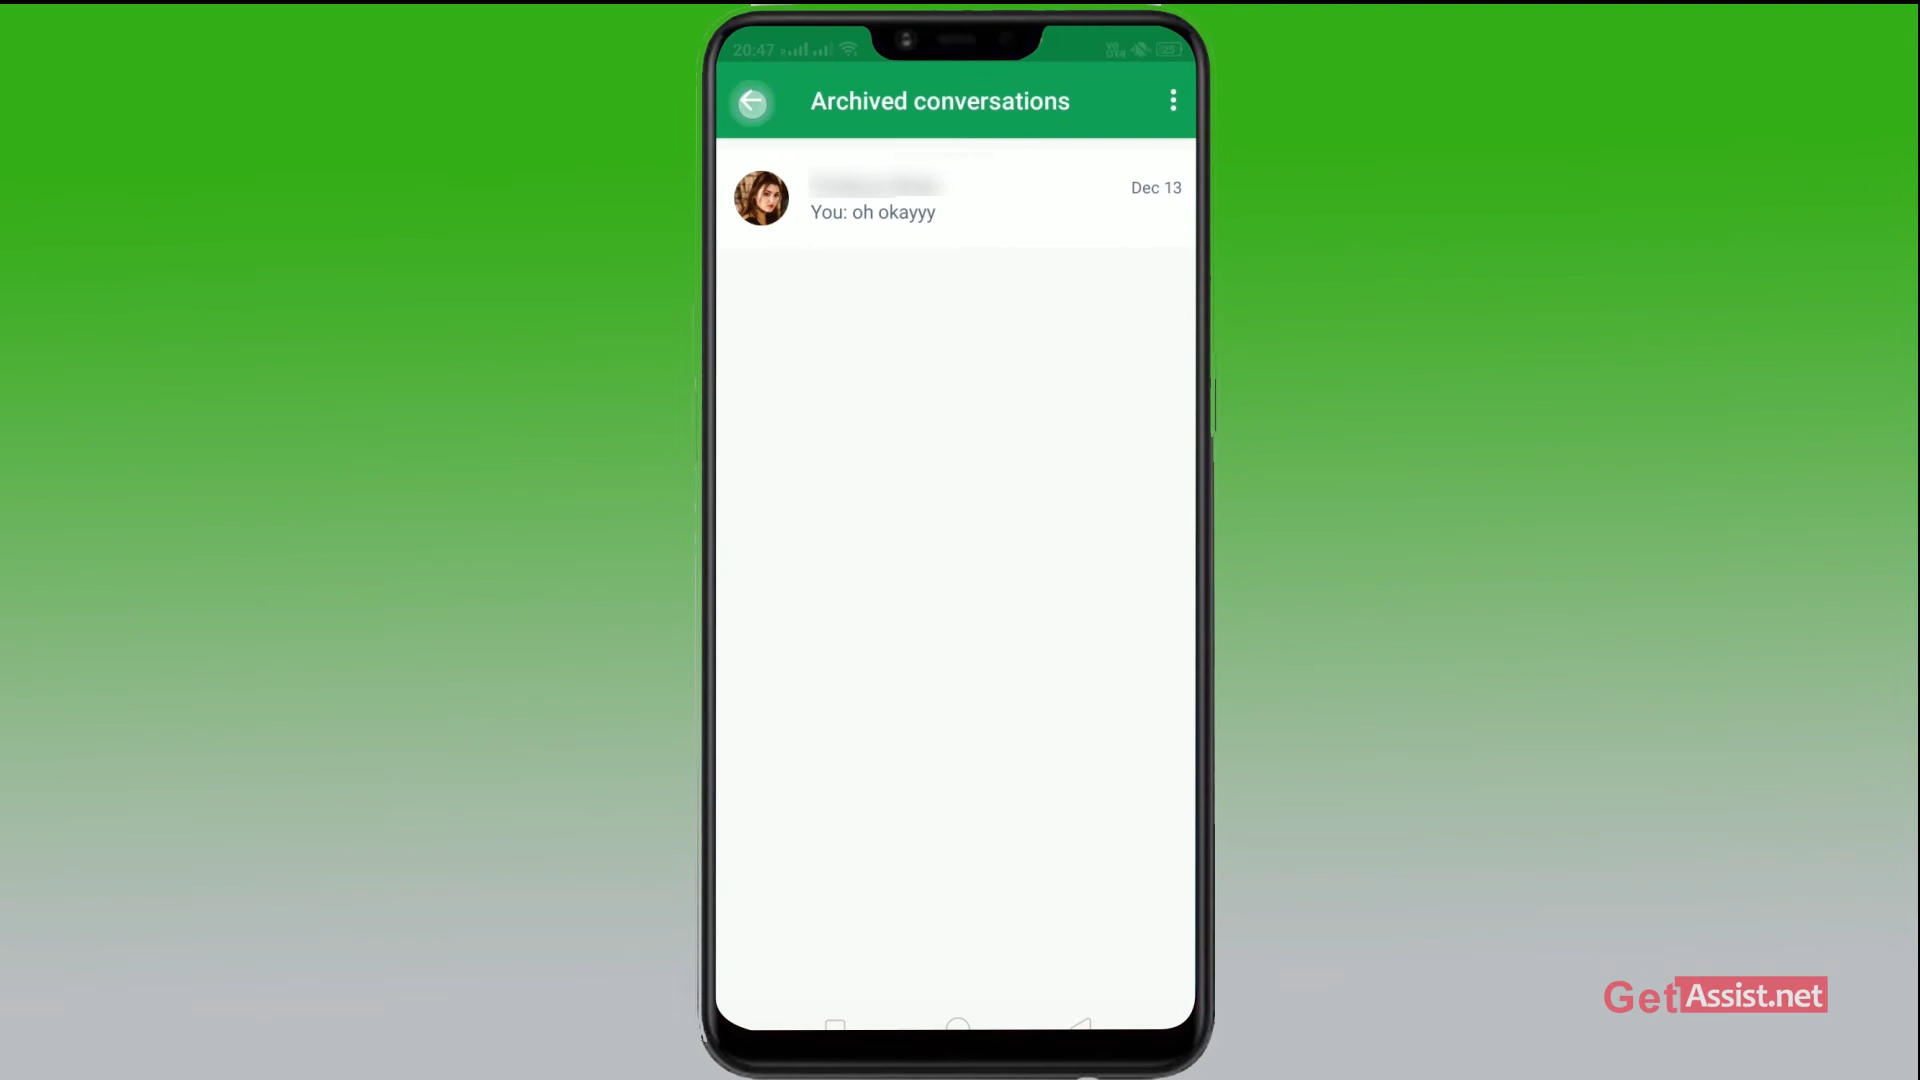 20:47
Archived conversations
Dec 13
You: oh okayyy
GetAssist.net